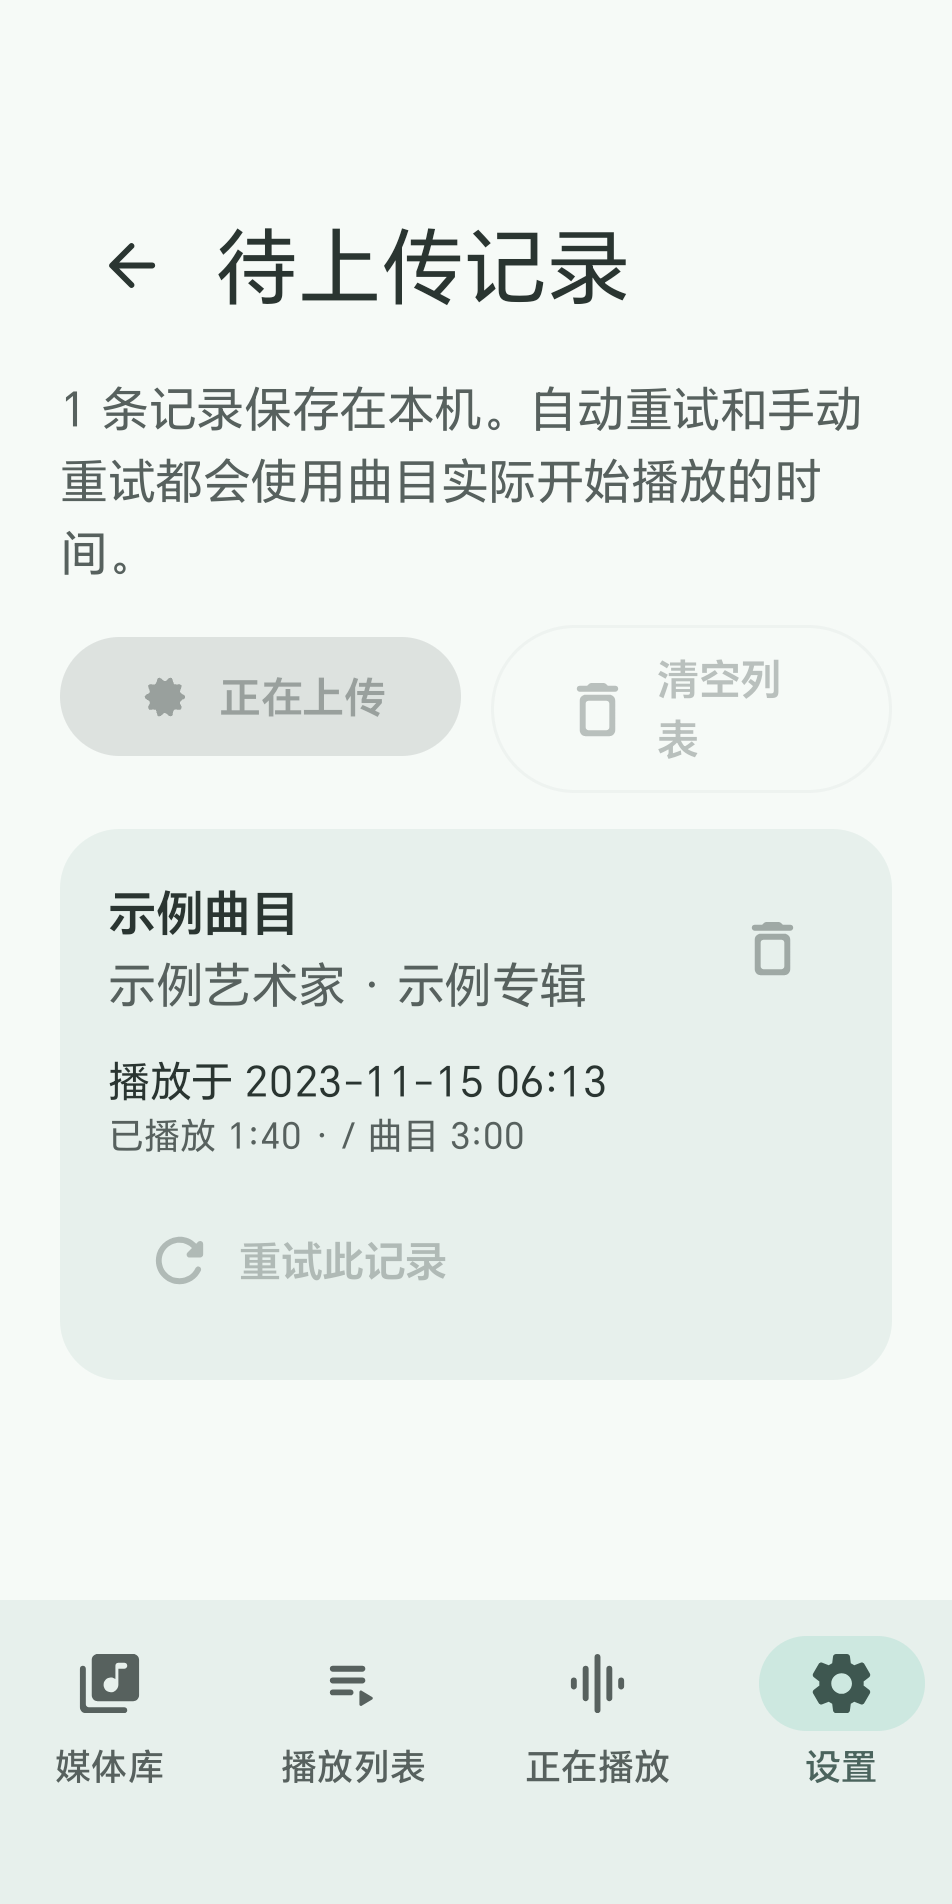 待上传记录
1 条记录保存在本机。自动重试和手动
重试都会使用曲目实际开始播放的时
间。
正在上传
清空列
表
示例曲目
示例艺术家 · 示例专辑
播放于 2023-11-15 06:13
已播放 1:40 · / 曲目 3:00
重试此记录
媒体库
播放列表
正在播放
设置